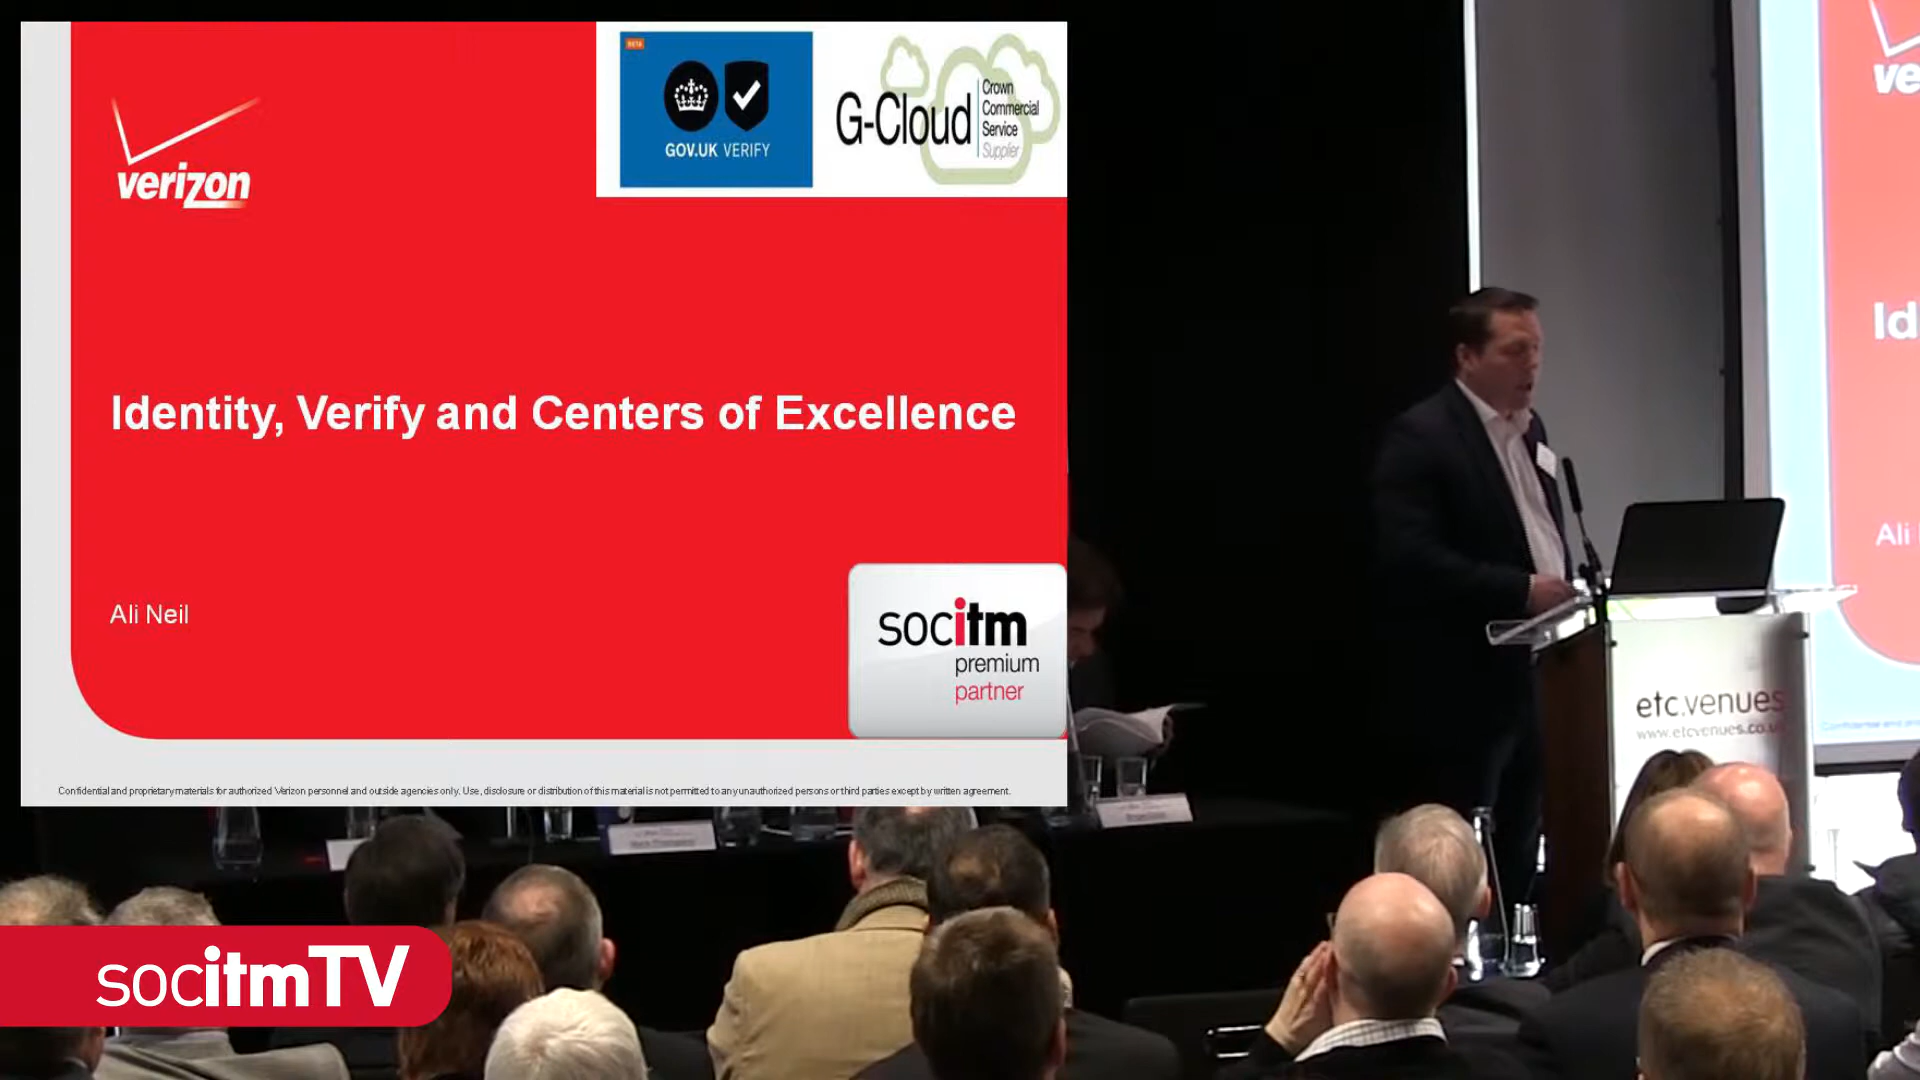 BETA
GOV.UK VERIFY
G-Cloud
Crown
Commercial
Service
Supplier
verizon
Identity, Verify and Centers of Excellence
Ali Neil
socitm
premium
partner
Confidential and proprietary materials for authorized Verizon personnel and outside agencies only. Use, disclosure or distribution of this material is not permitted to any unauthorized persons or third parties except by written agreement.
socitmTV
ve
Id
Ali
etc.venues
www.etcvenues.co.u